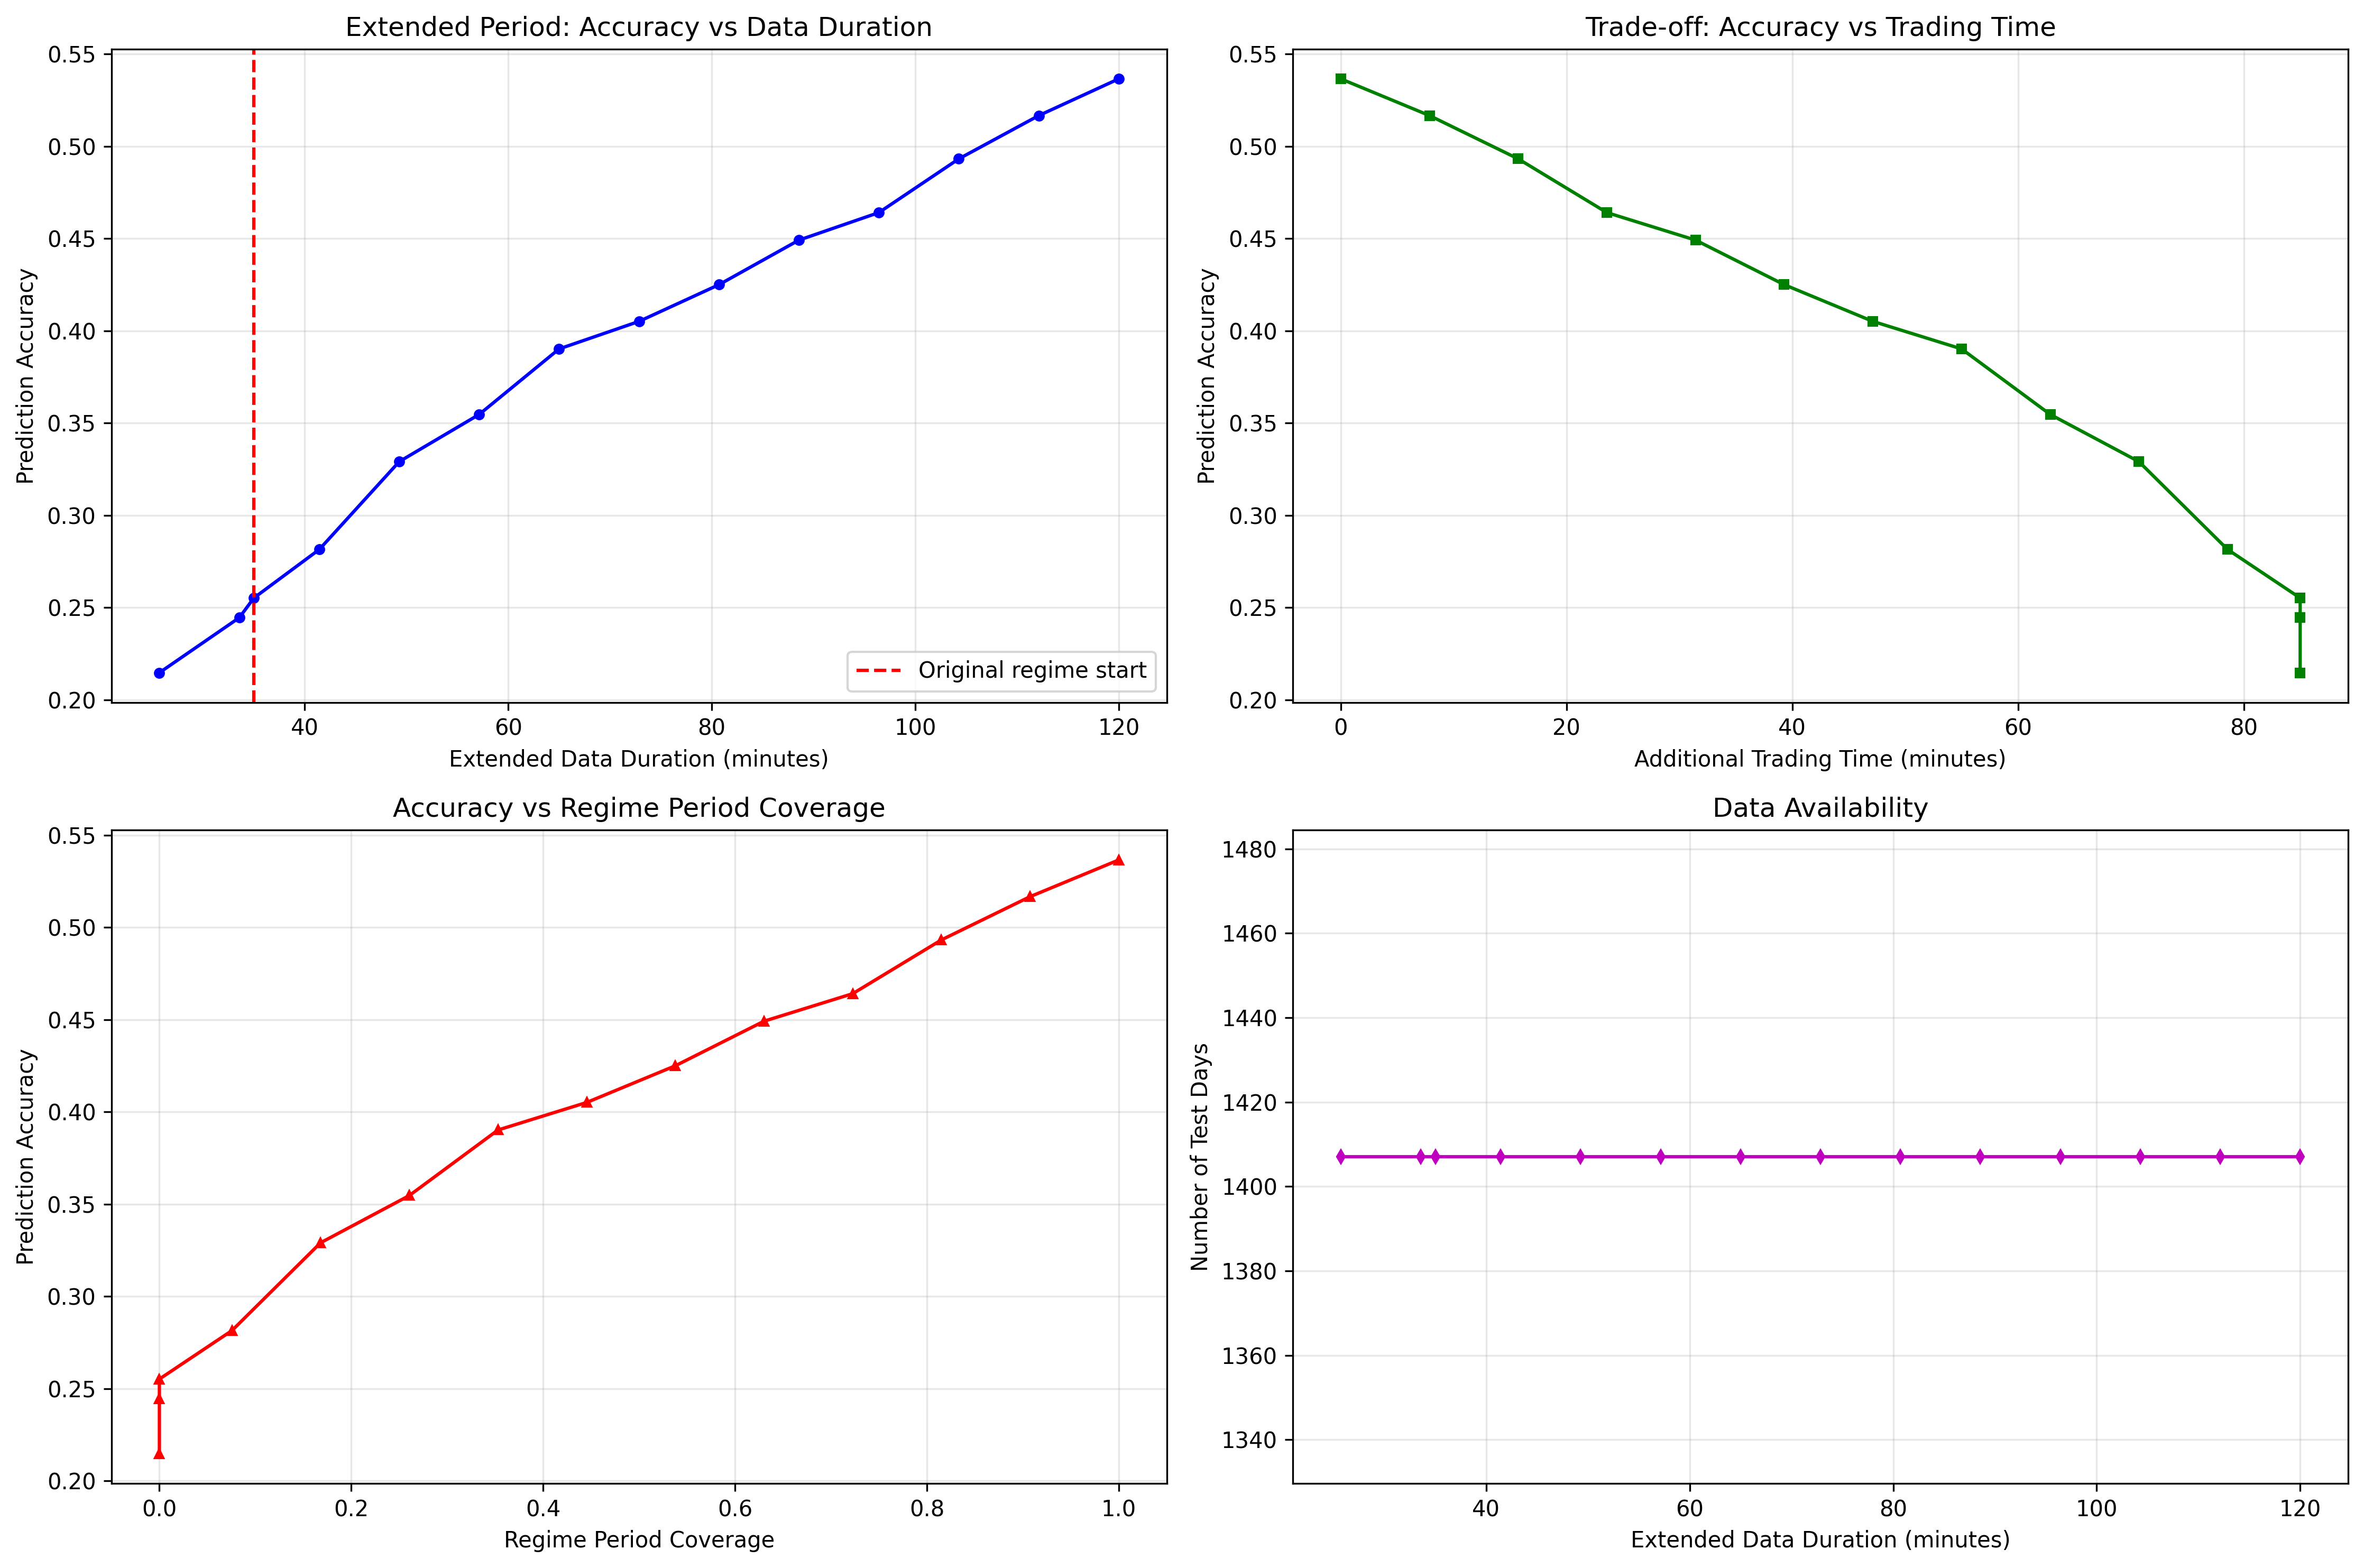 Extended Period: Accuracy vs Data Duration
Prediction Accuracy
0.55
0.50
0.45
0.40
0.35
0.30
0.25
0.20
Original regime start
40 60 80 100 120
Extended Data Duration (minutes)
Trade-off: Accuracy vs Trading Time
Prediction Accuracy
0.55
0.50
0.45
0.40
0.35
0.30
0.25
0.20
0 20 40 60 80
Additional Trading Time (minutes)
Accuracy vs Regime Period Coverage
Prediction Accuracy
0.55
0.50
0.45
0.40
0.35
0.30
0.25
0.20
0.0 0.2 0.4 0.6 0.8 1.0
Regime Period Coverage
Data Availability
Number of Test Days
1480
1460
1440
1420
1400
1380
1360
1340
40 60 80 100 120
Extended Data Duration (minutes)